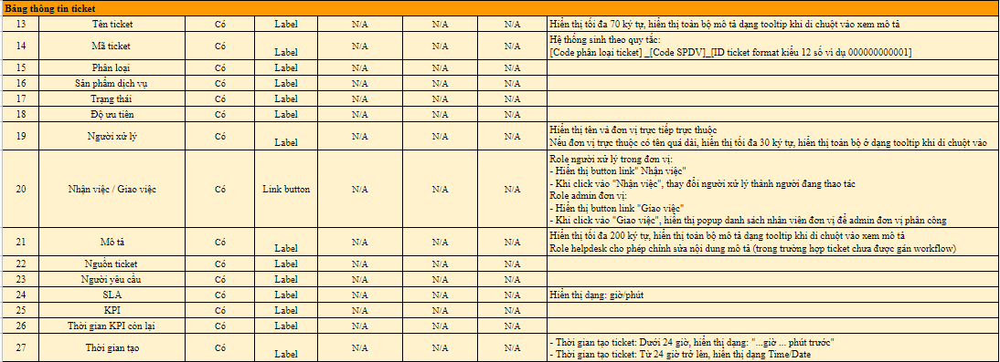 Bảng thông tin ticket
13 Tên ticket Có Label N/A N/A N/A Hiển thị tối đa 70 ký tự, hiển thị toàn bộ mô tả dạng tooltip khi di chuột vào xem mô tả
14 Mã ticket Có Label N/A N/A N/A Hệ thống sinh theo quy tắc:
[Code phân loại ticket] _[Code SPDV]_[ID ticket format kiểu 12 số ví dụ 000000000001]
15 Phân loại Có Label N/A N/A N/A
16 Sản phẩm dịch vụ Có Label N/A N/A N/A
17 Trạng thái Có Label N/A N/A N/A
18 Độ ưu tiên Có Label N/A N/A N/A
19 Người xử lý Có Label N/A N/A N/A Hiển thị tên và đơn vị trực tiếp trực thuộc
Nếu đơn vị trực thuộc có tên quá dài, hiển thị tối đa 30 ký tự, hiển thị toàn bộ ở dạng tooltip khi di chuột vào
20 Nhận việc / Giao việc Có Link button N/A N/A N/A Role người xử lý trong đơn vị:
- Hiển thị button link" Nhận việc"
- Khi click vào "Nhận việc", thay đổi người xử lý thành người đang thao tác
Role admin đơn vị:
- Hiển thị button link "Giao việc"
- Khi click vào "Giao việc", hiển thị popup danh sách nhân viên đơn vị để admin đơn vị phân công
21 Mô tả Có Label N/A N/A N/A Hiển thị tối đa 200 ký tự, hiển thị toàn bộ mô tả dạng tooltip khi di chuột vào xem mô tả
Role helpdesk cho phép chỉnh sửa nội dung mô tả (trong trường hợp ticket chưa được gán workflow)
22 Nguồn ticket Có Label N/A N/A N/A
23 Người yêu cầu Có Label N/A N/A N/A
24 SLA Có Label N/A N/A N/A Hiển thị dạng: giờ/phút
25 KPI Có Label N/A N/A N/A
26 Thời gian KPI còn lại Có Label N/A N/A N/A
27 Thời gian tạo Có Label N/A N/A N/A - Thời gian tạo ticket: Dưới 24 giờ, hiển thị dạng: "...giờ ... phút trước"
- Thời gian tạo ticket: Từ 24 giờ trở lên, hiển thị dạng Time/Date